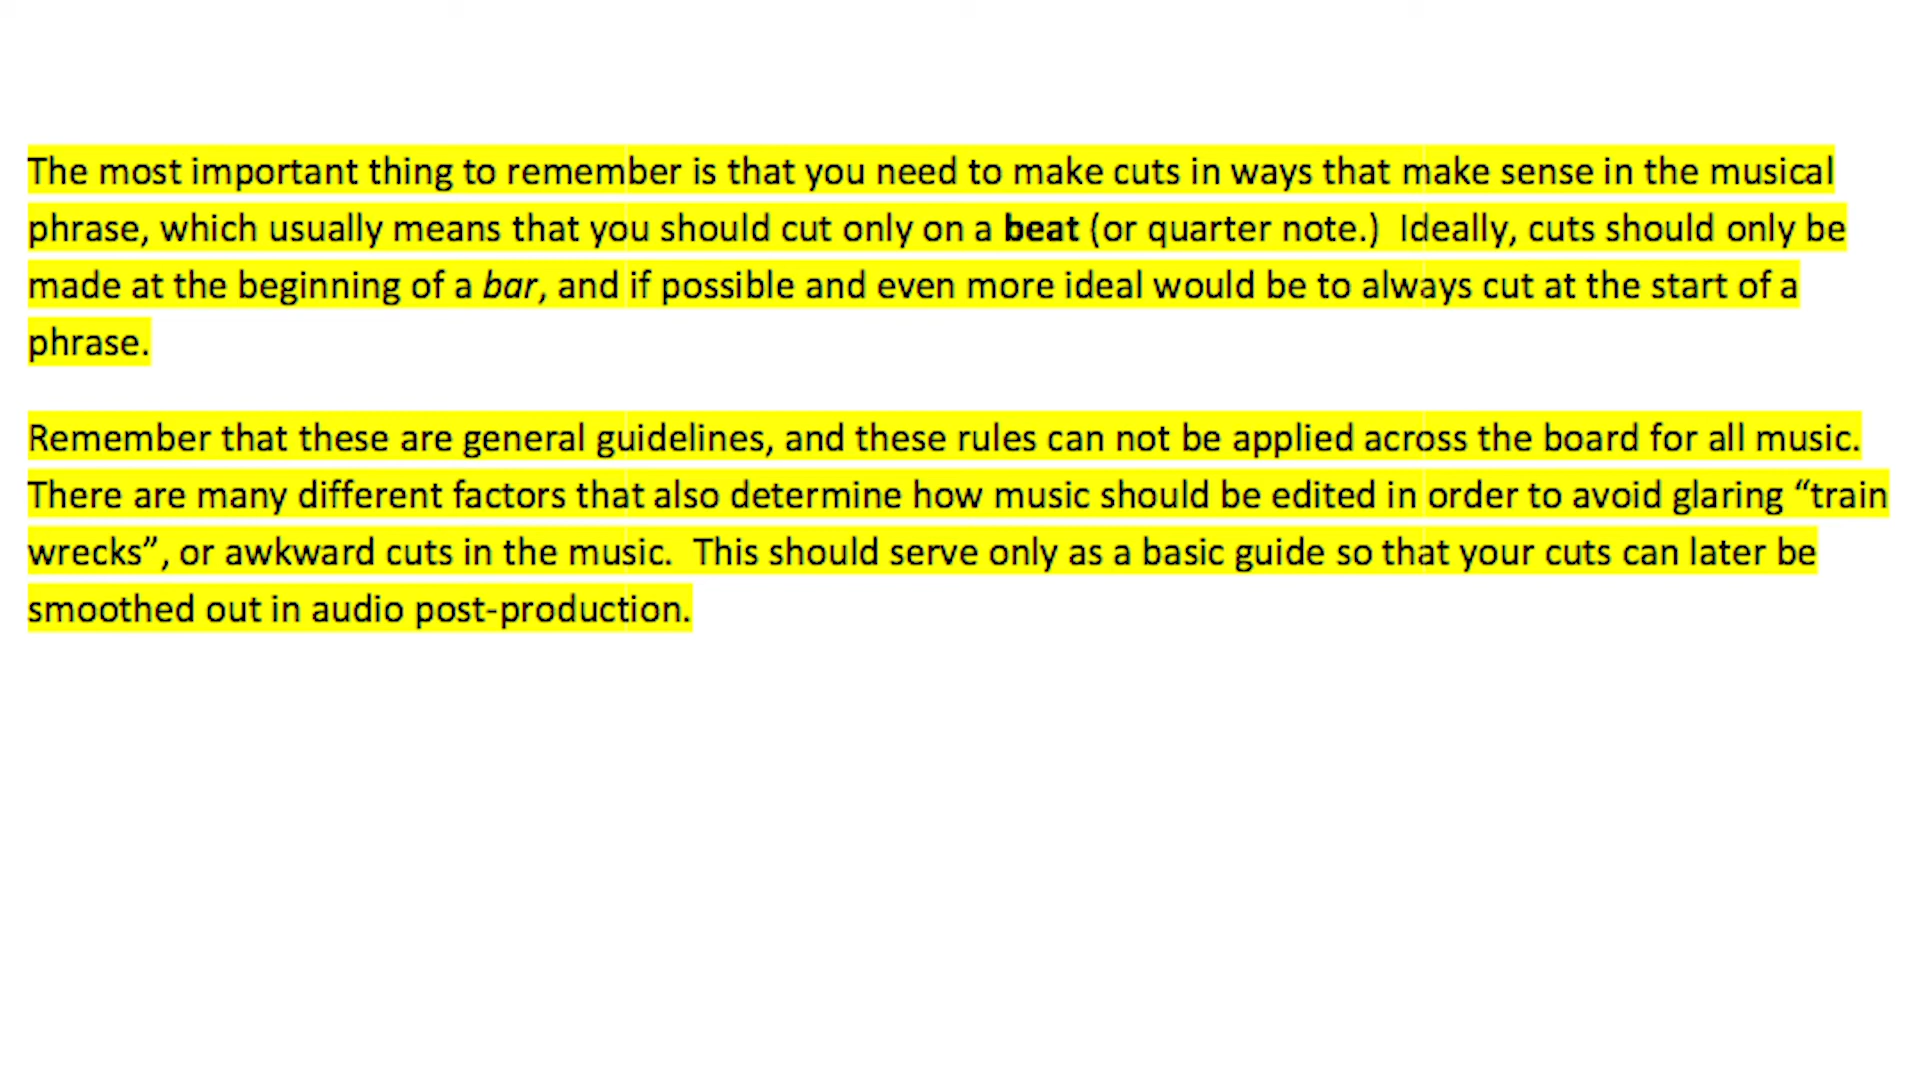 The most important thing to remember is that you need to make cuts in ways that make sense in the musical
phrase, which usually means that you should cut only on a beat (or quarter note.)  Ideally, cuts should only be
made at the beginning of a bar, and if possible and even more ideal would be to always cut at the start of a
phrase.
Remember that these are general guidelines, and these rules can not be applied across the board for all music.
There are many different factors that also determine how music should be edited in order to avoid glaring “train
wrecks”, or awkward cuts in the music.  This should serve only as a basic guide so that your cuts can later be
smoothed out in audio post-production.